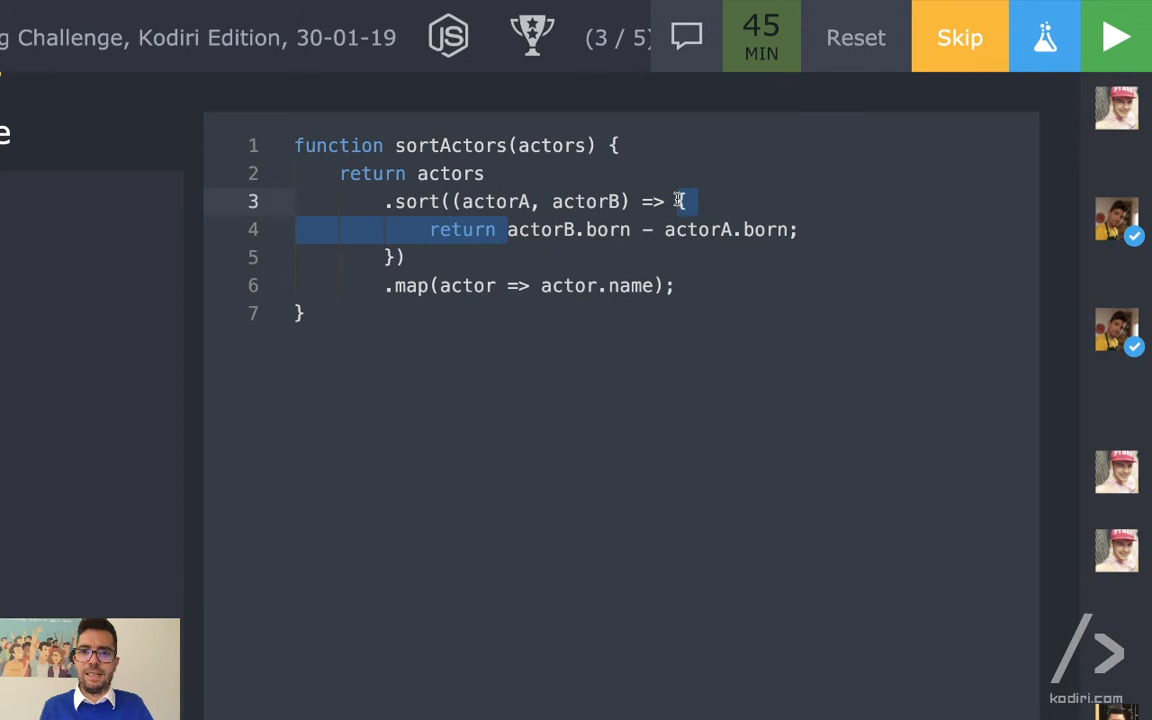 g Challenge, Kodiri Edition, 30-01-19
JS
(3 / 5)
45
MIN
Reset
Skip
e
1 function sortActors(actors) {
2 return actors
3 .sort((actorA, actorB) => {
4 return actorB.born - actorA.born;
5 })
6 .map(actor => actor.name);
7 }
/>
kodiri.com